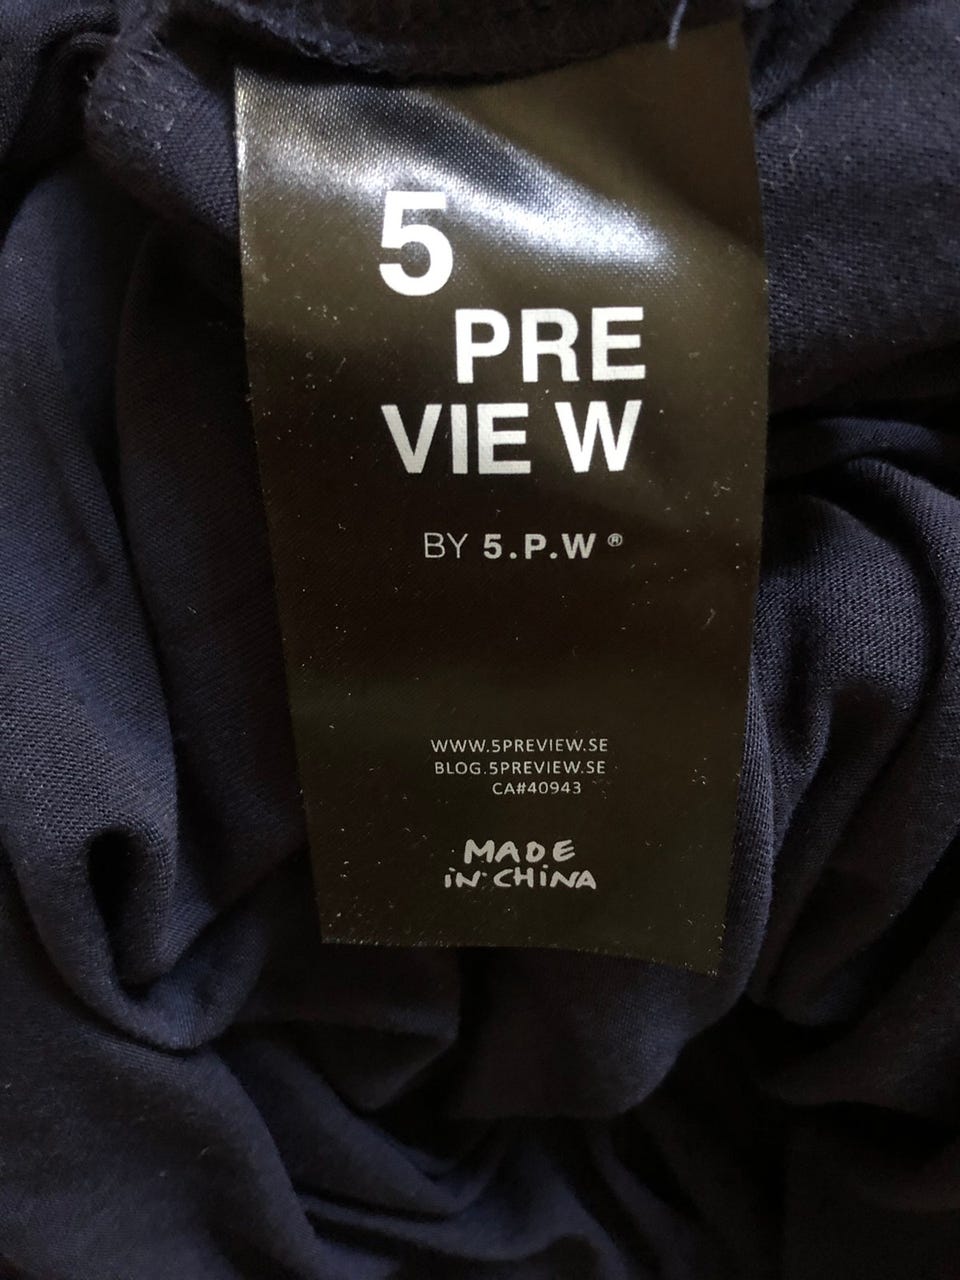 5
PRE
VIE W
BY 5.P.W ®
WWW.5PREVIEW.SE
BLOG.5PREVIEW.SE
CA#40943
MADE
iN CHiNA